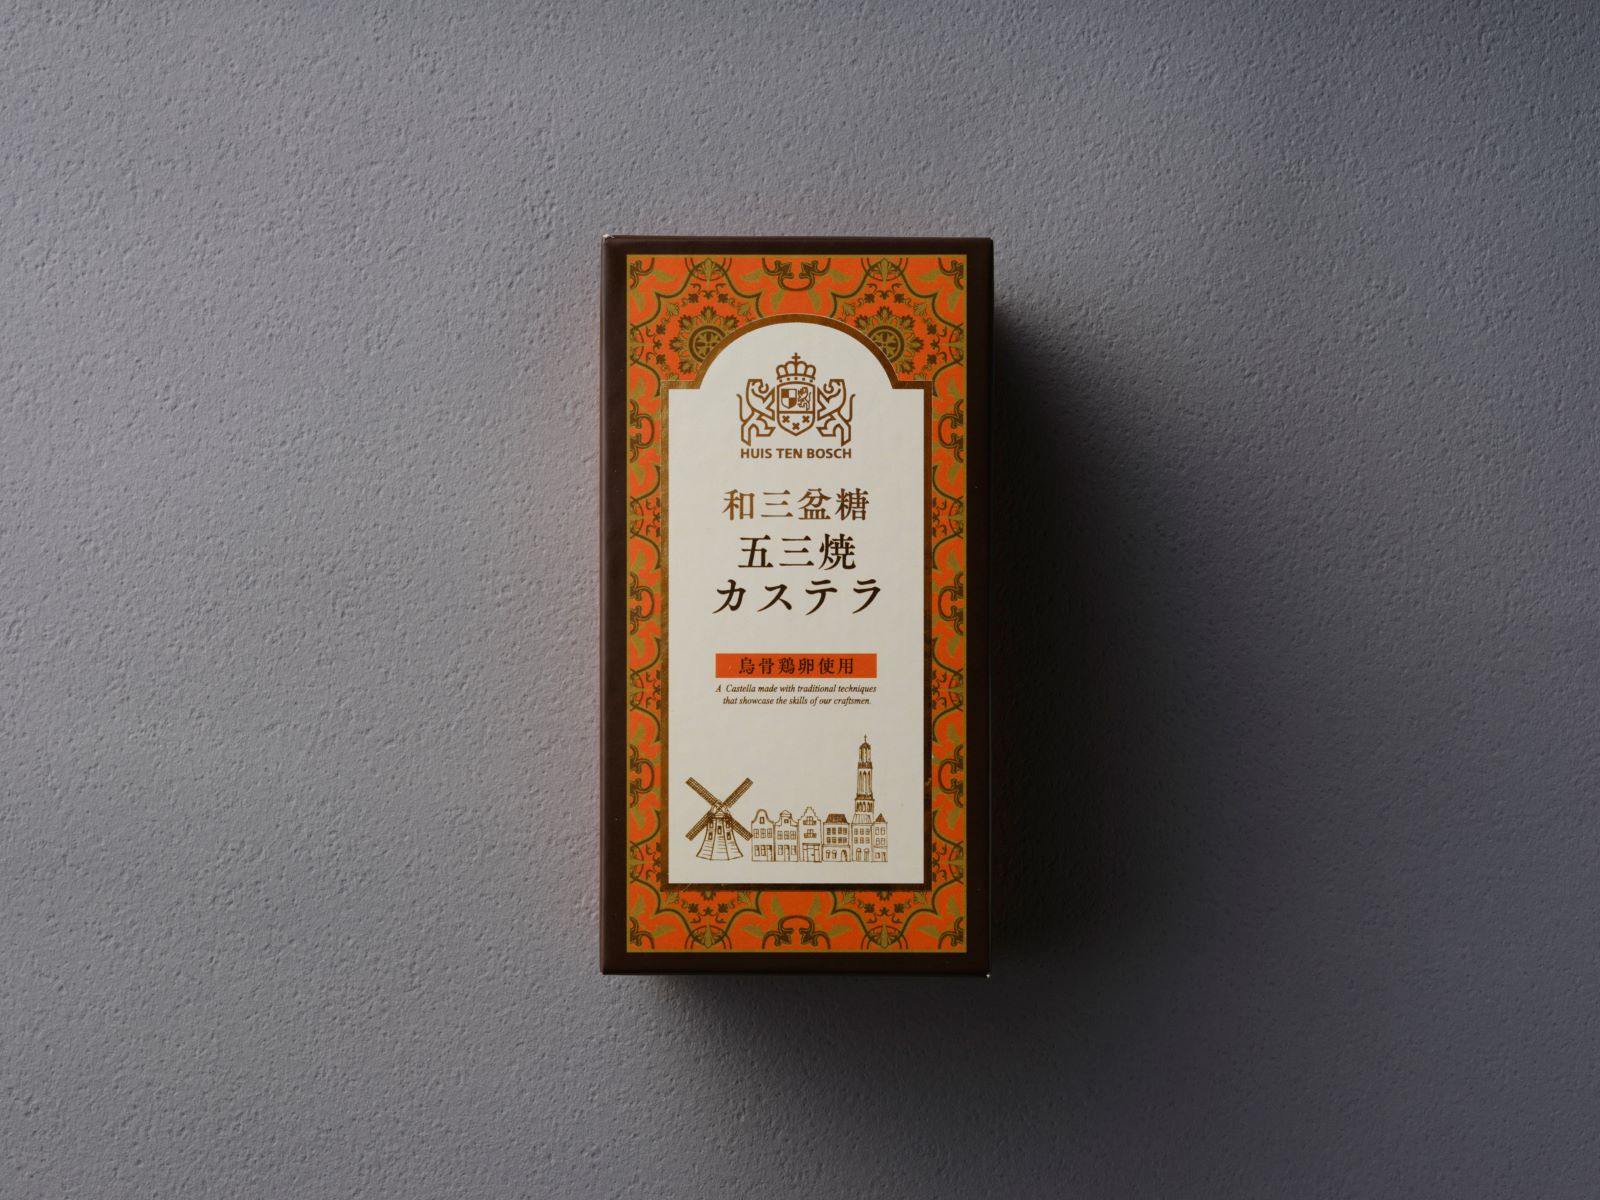 HUIS TEN BOSCH
和三盆糖
五三焼
カステラ
烏骨鶏卵使用
A Castella made with traditional techniques
that showcase the skills of our craftsmen.